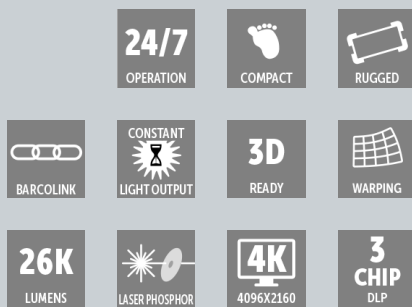 24/7
OPERATION
COMPACT
RUGGED
BARCOLINK
CONSTANT
LIGHT OUTPUT
3D
READY
WARPING
26K
LUMENS
LASER PHOSPHOR
4K
4096X2160
3
CHIP
DLP